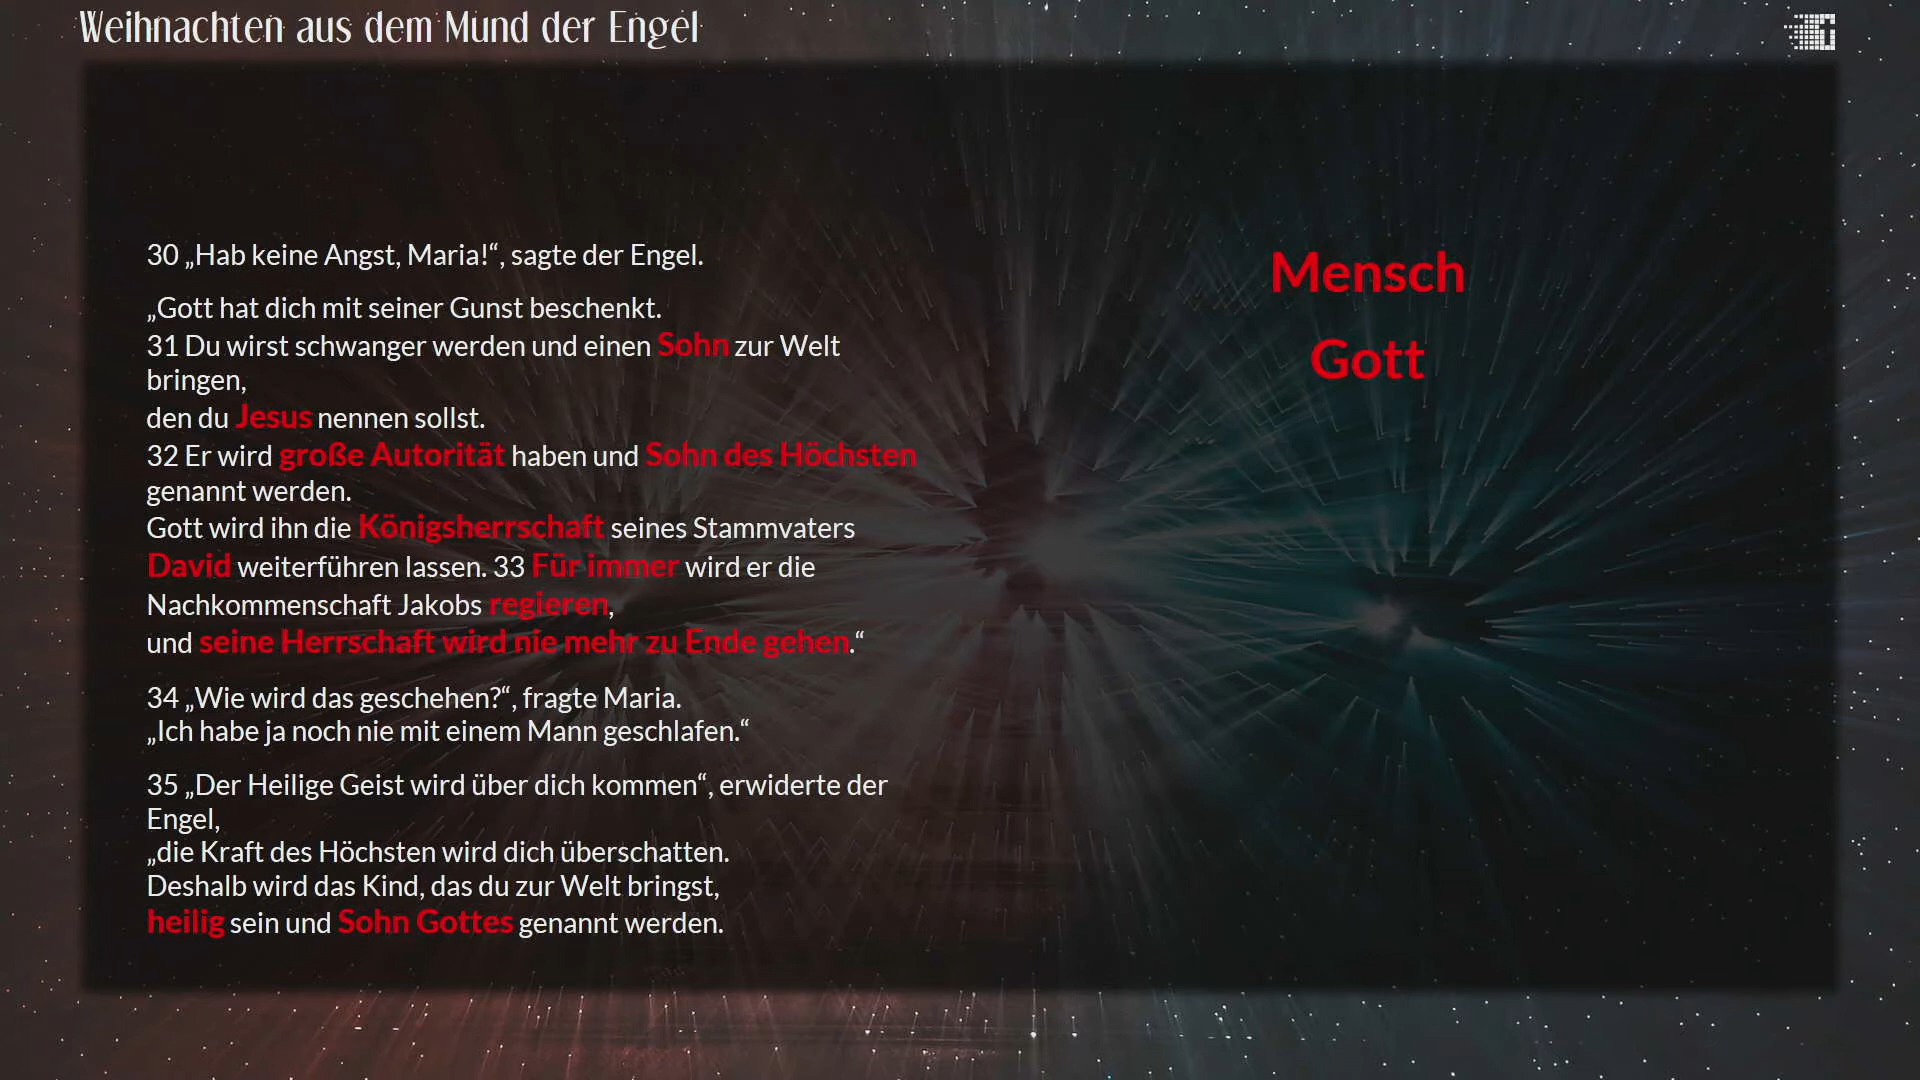 Weihnachten aus dem Mund der Engel
30 „Hab keine Angst, Maria!“, sagte der Engel.
„Gott hat dich mit seiner Gunst beschenkt.
31 Du wirst schwanger werden und einen Sohn zur Welt
bringen,
den du Jesus nennen sollst.
32 Er wird große Autorität haben und Sohn des Höchsten
genannt werden.
Gott wird ihn die Königsherrschaft seines Stammvaters
David weiterführen lassen. 33 Für immer wird er die
Nachkommenschaft Jakobs regieren,
und seine Herrschaft wird nie mehr zu Ende gehen.“
34 „Wie wird das geschehen?“, fragte Maria.
„Ich habe ja noch nie mit einem Mann geschlafen.“
35 „Der Heilige Geist wird über dich kommen“, erwiderte der
Engel,
„die Kraft des Höchsten wird dich überschatten.
Deshalb wird das Kind, das du zur Welt bringst,
heilig sein und Sohn Gottes genannt werden.
Mensch
Gott